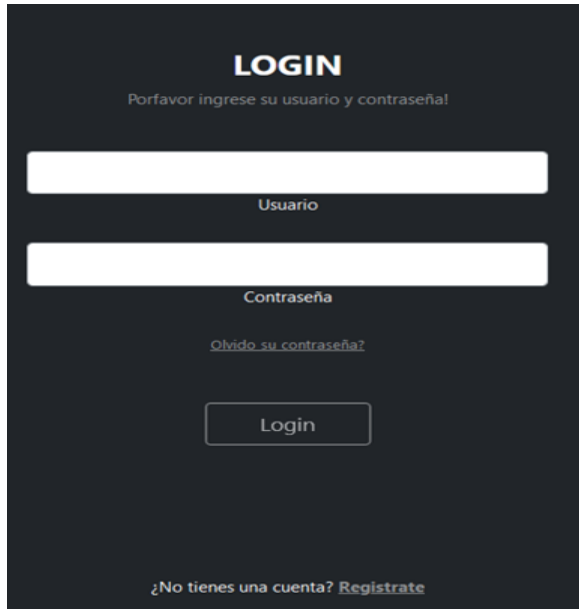 LOGIN
Porfavor ingrese su usuario y contraseña!
Usuario
Contraseña
Olvido su contraseña?
Login
¿No tienes una cuenta? Registrate